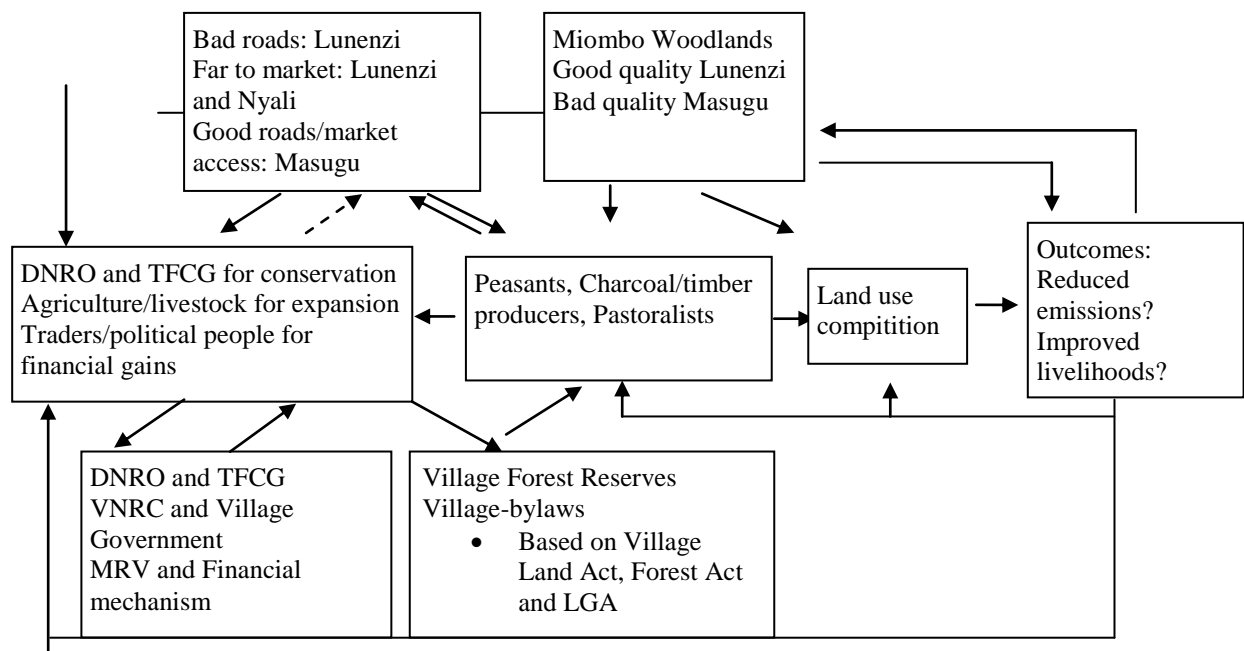 Bad roads: Lunenzi
Far to market: Lunenzi
and Nyali
Good roads/market
access: Masugu
Miombo Woodlands
Good quality Lunenzi
Bad quality Masugu
DNRO and TFCG for conservation
Agriculture/livestock for expansion
Traders/political people for
financial gains
Peasants, Charcoal/timber
producers, Pastoralists
Land use
compitition
Outcomes:
Reduced
emissions?
Improved
livelihoods?
DNRO and TFCG
VNRC and Village
Government
MRV and Financial
mechanism
Village Forest Reserves
Village-bylaws
• Based on Village
Land Act, Forest Act
and LGA